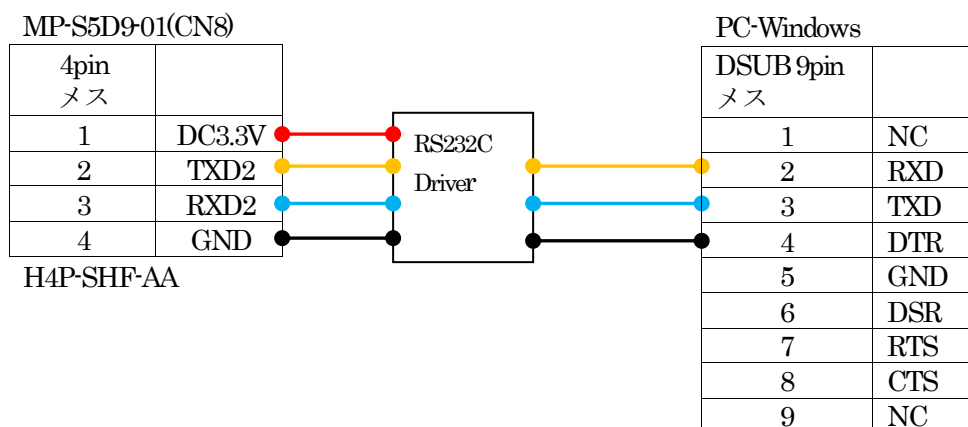 MP-S5D9-01(CN8)
4pin
メス
1 DC3.3V
2 TXD2
3 RXD2
4 GND
H4P-SHF-AA
RS232C
Driver
PC-Windows
DSUB 9pin
メス
1 NC
2 RXD
3 TXD
4 DTR
5 GND
6 DSR
7 RTS
8 CTS
9 NC